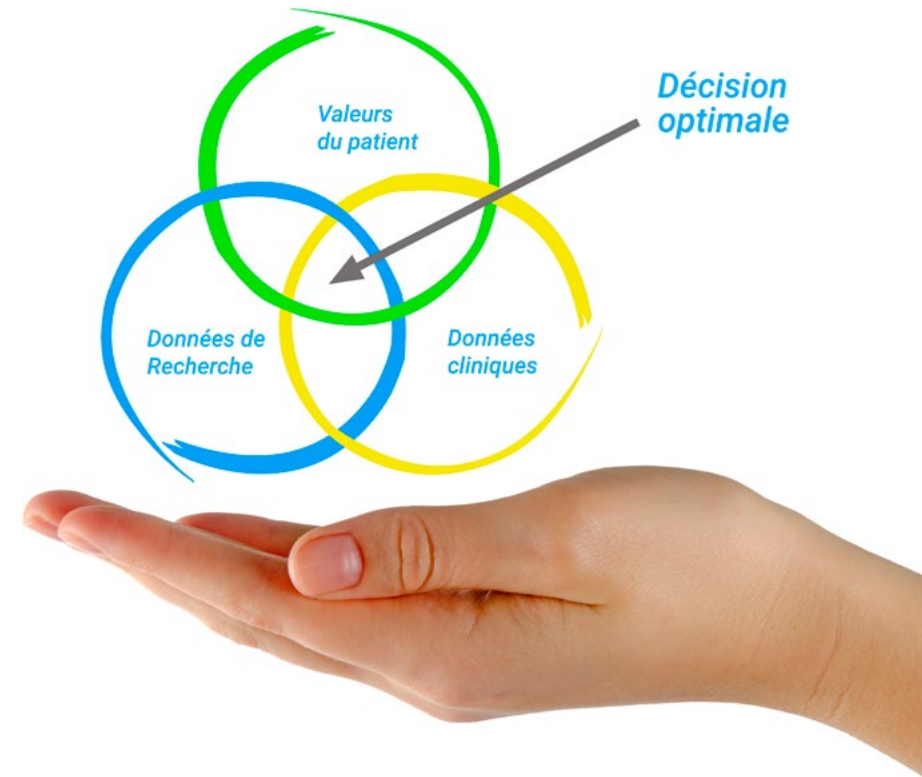 Décision
optimale
Valeurs
du patient
Données de
Recherche
Données
cliniques